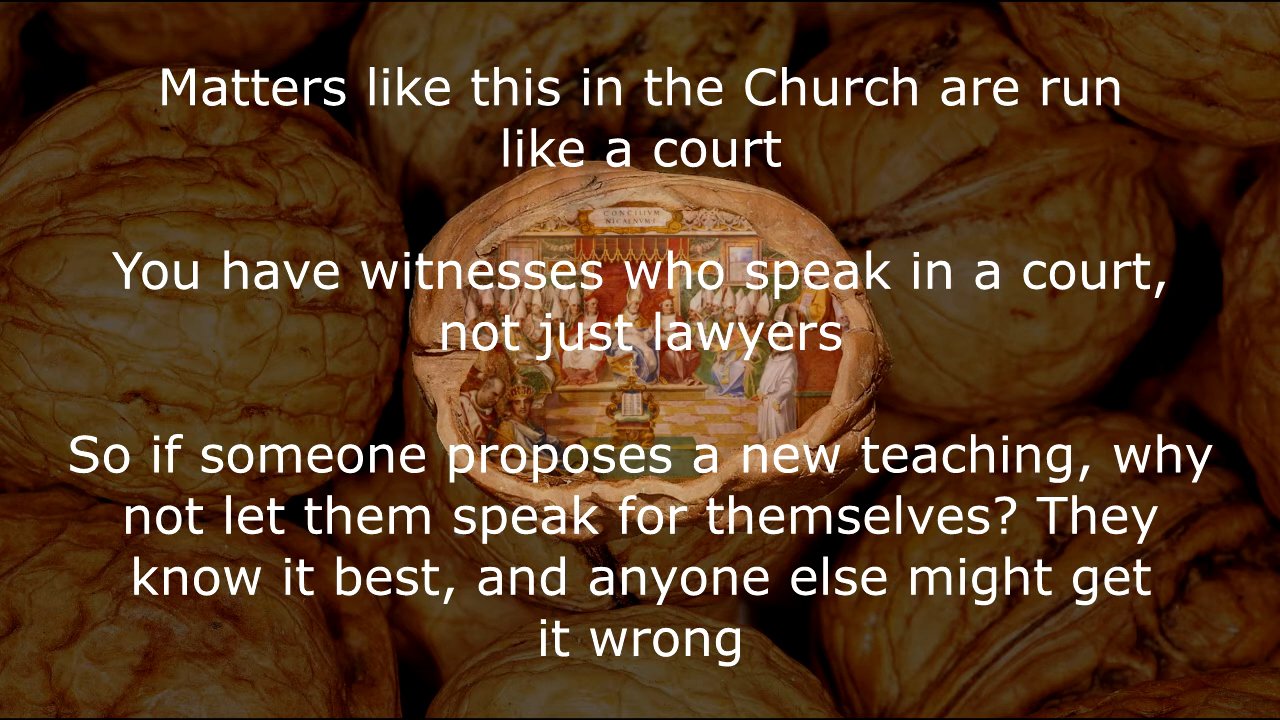 Matters like this in the Church are run
like a court
CONCILIVM
NICAENVM I
You have witnesses who speak in a court,
not just lawyers
So if someone proposes a new teaching, why
not let them speak for themselves? They
know it best, and anyone else might get
it wrong